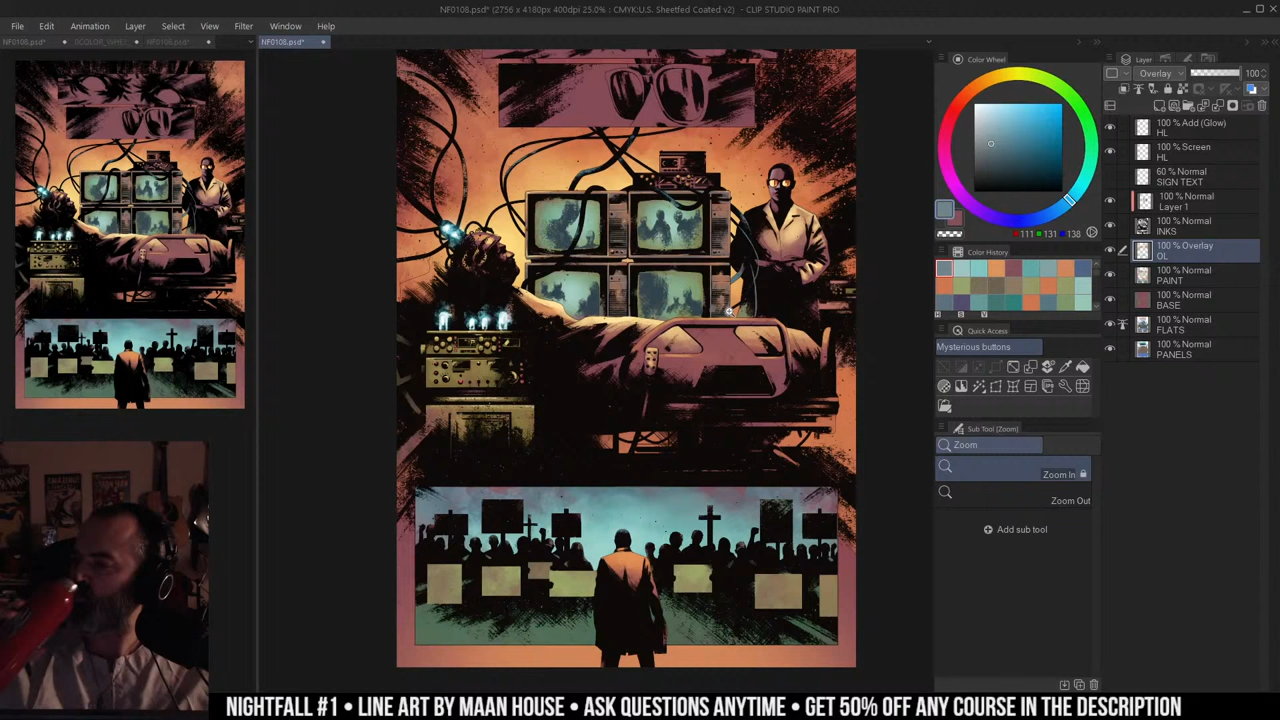 NF0108.psd* (2756 x 4180px 400dpi 25.0% : CMYK:U.S. Sheetfed Coated v2) - CLIP STUDIO PAINT PRO
File Edit Animation Layer Select View Filter Window Help
NF0108.psd* NF0108.psd* NF0108.psd*
Color Wheel
111 131 138
Color History
H S V
Quick Access
Mysterious buttons
Sub Tool (Zoom)
Zoom
Zoom In
Zoom Out
Add sub tool
Layer
Overlay 100
100 % Add (Glow)
HL
100 % Screen
HL
60 % Normal
SIGN TEXT
100 % Normal
Layer 1
100 % Normal
INKS
100 % Overlay
OL
100 % Normal
PAINT
100 % Normal
BASE
100 % Normal
FLATS
100 % Normal
PANELS
NIGHTFALL #1 • LINE ART BY MAAN HOUSE • ASK QUESTIONS ANYTIME • GET 50% OFF ANY COURSE IN THE DESCRIPTION